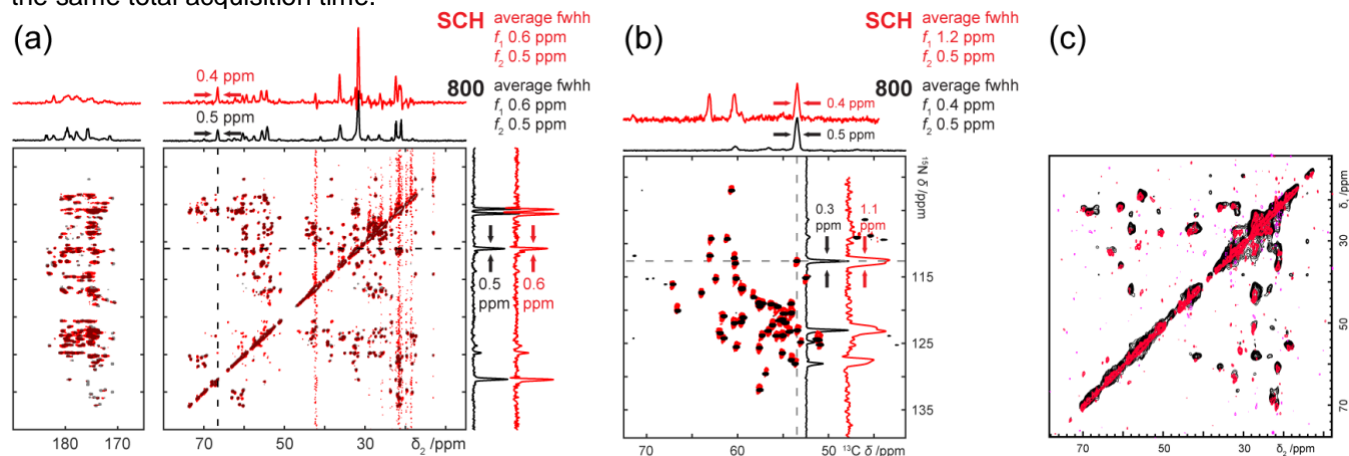 the same total acquisition time.
(a)
SCH average fwhh
f1 0.6 ppm
f2 0.5 ppm
800 average fwhh
f1 0.6 ppm
f2 0.5 ppm
0.4 ppm
0.5 ppm
0.5
ppm
0.6
ppm
190 170
70 50 30 δ2 /ppm
(b)
SCH average fwhh
f1 1.2 ppm
f2 0.5 ppm
800 average fwhh
f1 0.4 ppm
f2 0.5 ppm
0.4 ppm
0.5 ppm
0.3
ppm
1.1
ppm
15N δ /ppm
115
125
135
70 60 50 13C δ /ppm
(c)
δ1 /ppm
30
50
70
70 50 30 δ2 /ppm